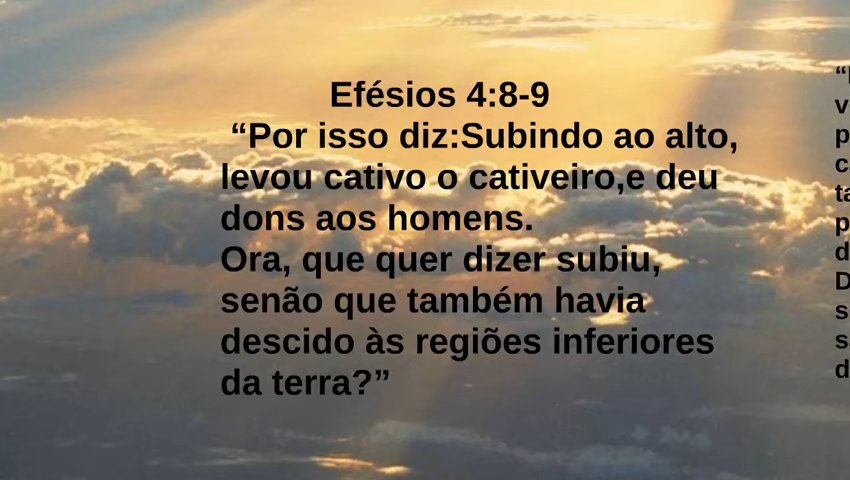 Efésios 4:8-9
“Por isso diz:Subindo ao alto,
levou cativo o cativeiro,e deu
dons aos homens.
Ora, que quer dizer subiu,
senão que também havia
descido às regiões inferiores
da terra?”